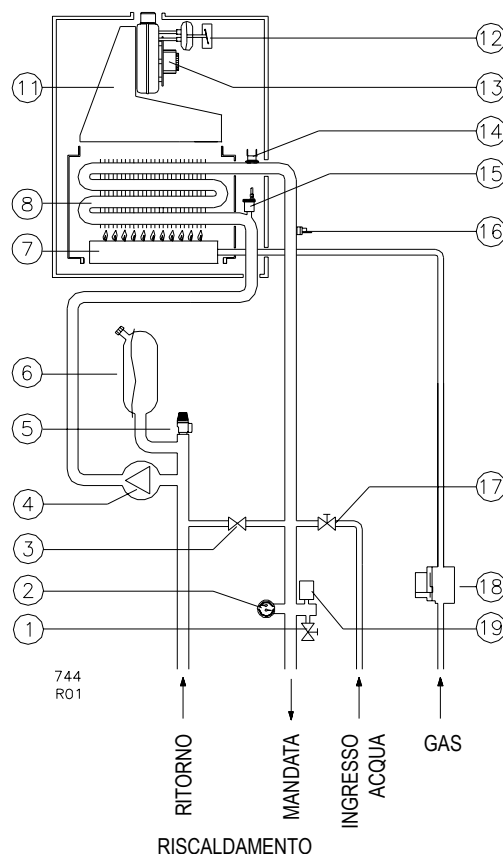 12
11
13
14
15
8
16
7
6
5
17
4
3
18
2
1
19
744
R01
RITORNO
MANDATA
INGRESSO
ACQUA
GAS
RISCALDAMENTO